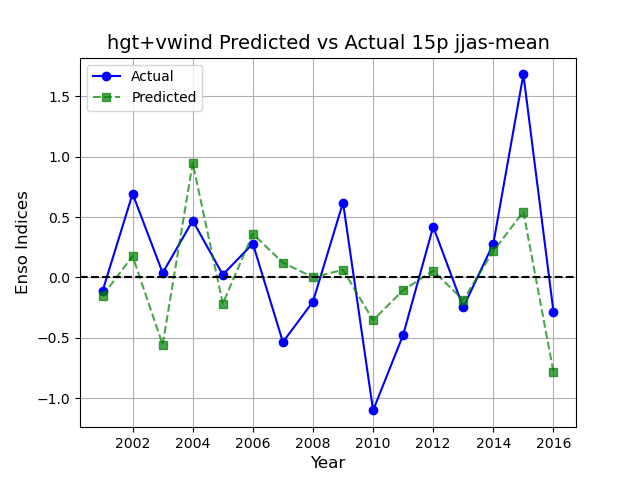 hgt+vwind Predicted vs Actual 15p jjas-mean
Actual
Predicted
1.5
1.0
0.5
0.0
−0.5
−1.0
Enso Indices
2002 2004 2006 2008 2010 2012 2014 2016
Year